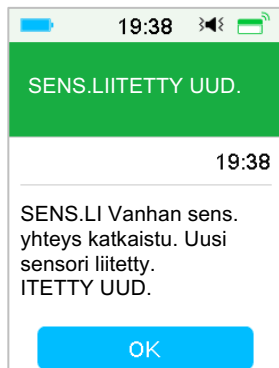 19:38
SENS.LIITETTY UUD.
19:38
SENS.LI Vanhan sens.
yhteys katkaistu. Uusi
sensori liitetty.
ITETTY UUD.
OK